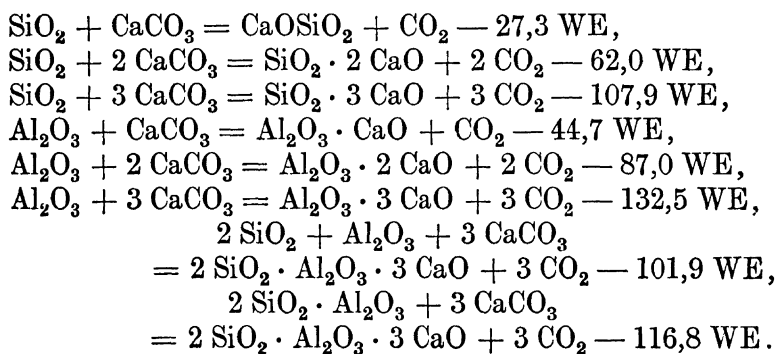 SiO₂ + CaCO₃ = CaOSiO₂ + CO₂ — 27,3 WE,
SiO₂ + 2 CaCO₃ = SiO₂ · 2 CaO + 2 CO₂ — 62,0 WE,
SiO₂ + 3 CaCO₃ = SiO₂ · 3 CaO + 3 CO₂ — 107,9 WE,
Al₂O₃ + CaCO₃ = Al₂O₃ · CaO + CO₂ — 44,7 WE,
Al₂O₃ + 2 CaCO₃ = Al₂O₃ · 2 CaO + 2 CO₂ — 87,0 WE,
Al₂O₃ + 3 CaCO₃ = Al₂O₃ · 3 CaO + 3 CO₂ — 132,5 WE,
2 SiO₂ + Al₂O₃ + 3 CaCO₃
= 2 SiO₂ · Al₂O₃ · 3 CaO + 3 CO₂ — 101,9 WE,
2 SiO₂ · Al₂O₃ + 3 CaCO₃
= 2 SiO₂ · Al₂O₃ · 3 CaO + 3 CO₂ — 116,8 WE.